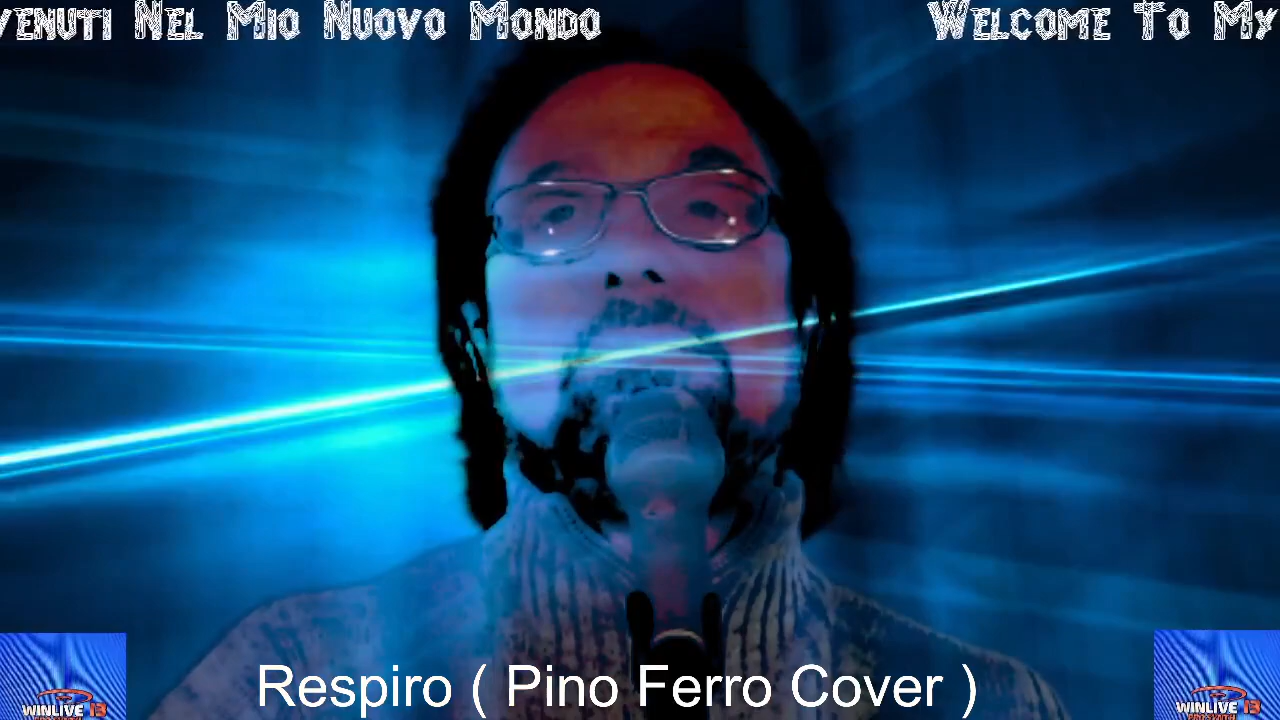 VENUTI NEL MIO NUOVO MONDO
WELCOME TO MY
Respiro ( Pino Ferro Cover )
WINLIVE 13
WINLIVE 13